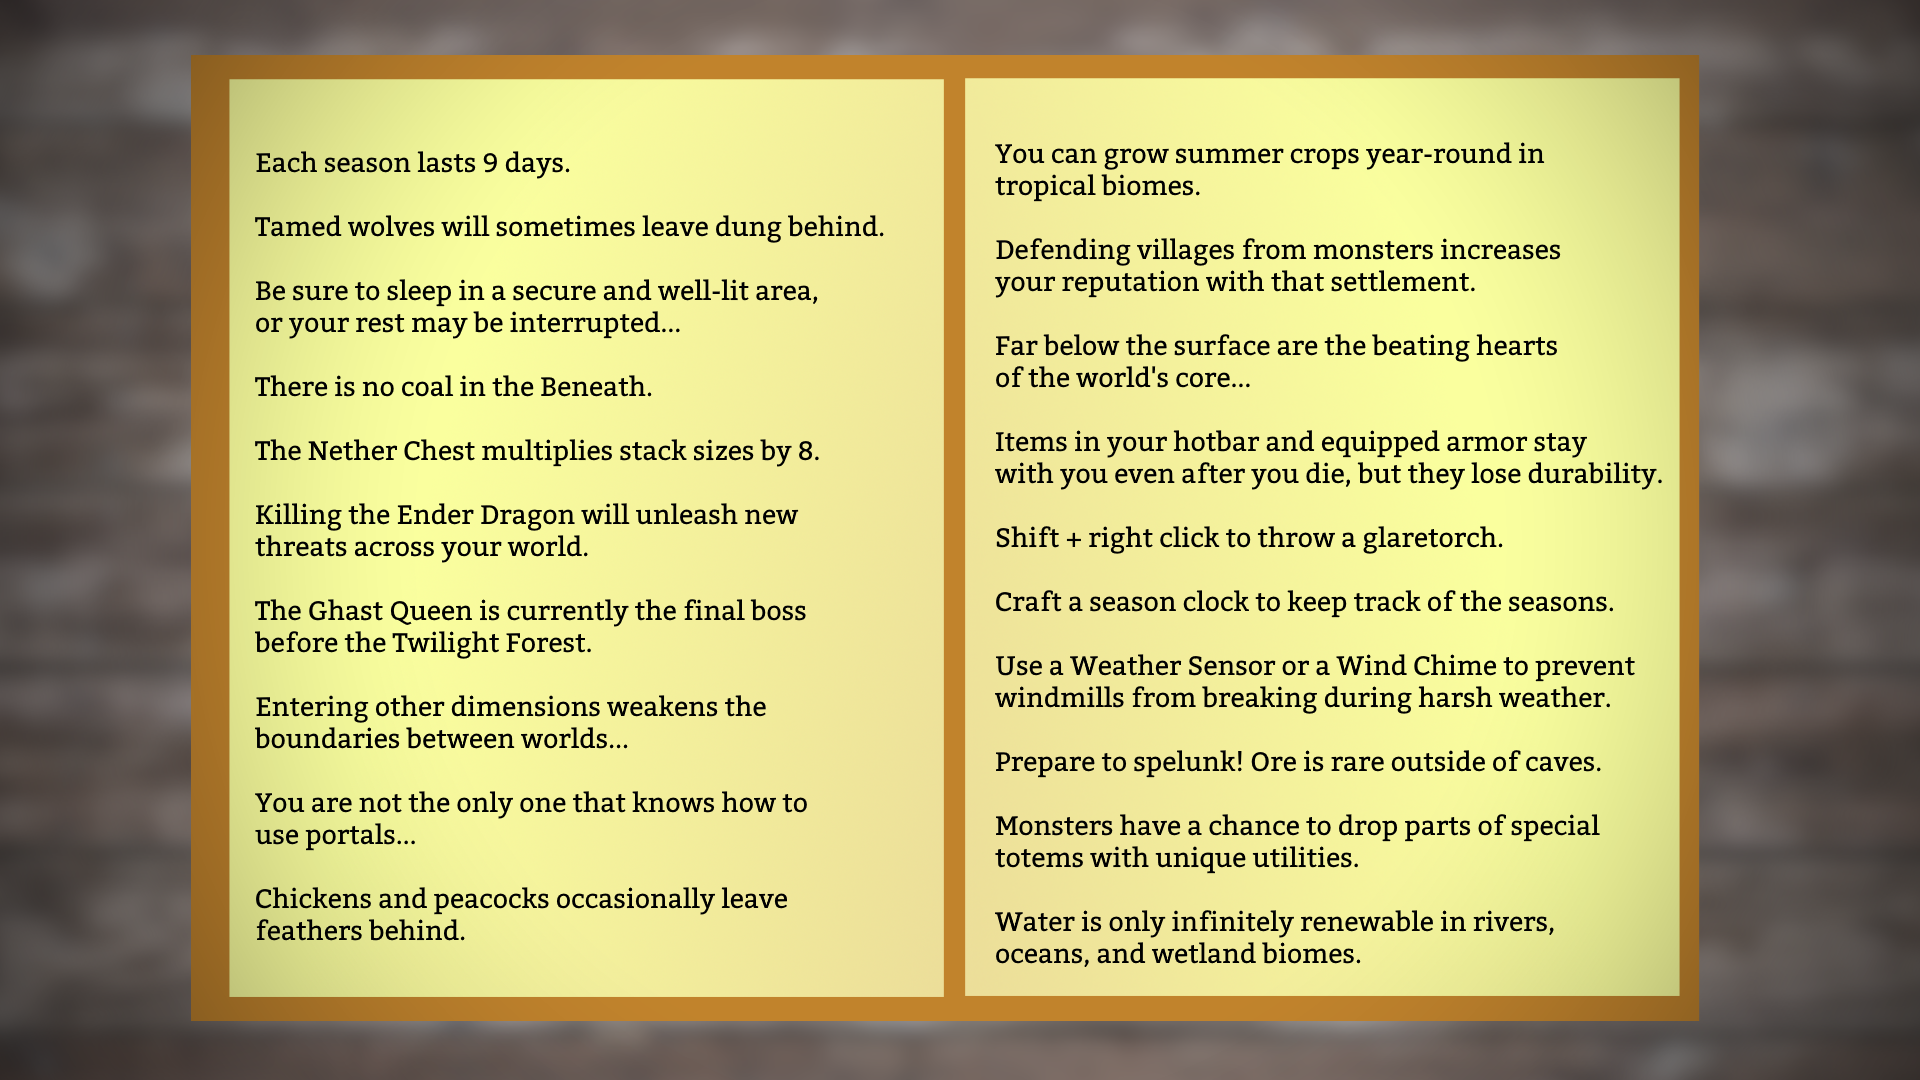 Each season lasts 9 days.
Tamed wolves will sometimes leave dung behind.
Be sure to sleep in a secure and well-lit area,
or your rest may be interrupted...
There is no coal in the Beneath.
The Nether Chest multiplies stack sizes by 8.
Killing the Ender Dragon will unleash new
threats across your world.
The Ghast Queen is currently the final boss
before the Twilight Forest.
Entering other dimensions weakens the
boundaries between worlds...
You are not the only one that knows how to
use portals...
Chickens and peacocks occasionally leave
feathers behind.
You can grow summer crops year-round in
tropical biomes.
Defending villages from monsters increases
your reputation with that settlement.
Far below the surface are the beating hearts
of the world's core...
Items in your hotbar and equipped armor stay
with you even after you die, but they lose durability.
Shift + right click to throw a glaretorch.
Craft a season clock to keep track of the seasons.
Use a Weather Sensor or a Wind Chime to prevent
windmills from breaking during harsh weather.
Prepare to spelunk! Ore is rare outside of caves.
Monsters have a chance to drop parts of special
totems with unique utilities.
Water is only infinitely renewable in rivers,
oceans, and wetland biomes.